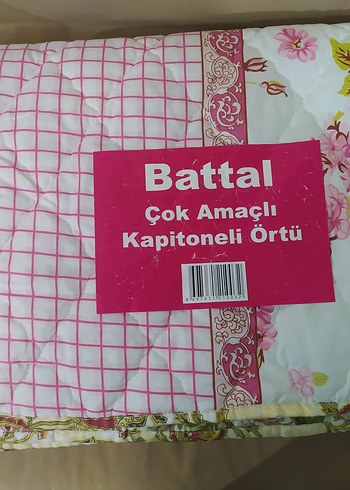 Battal
Çok Amaçlı
Kapitoneli Örtü